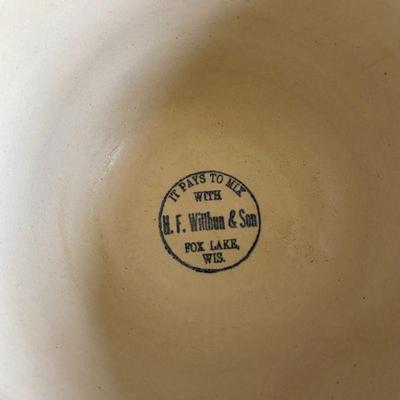 IT PAYS TO MIX
WITH
H. F. Witthun & Son
FOX LAKE,
WIS.